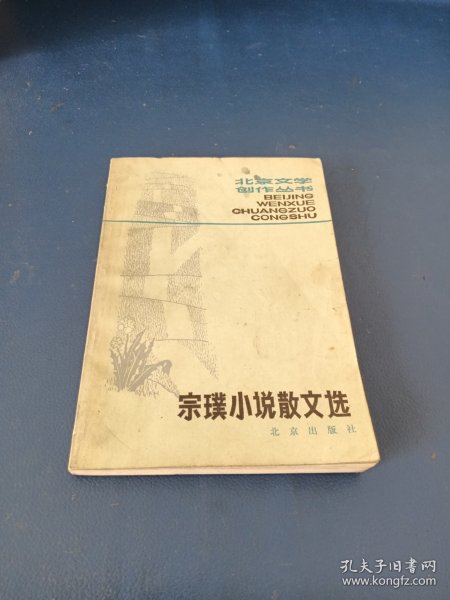 北京文学
创作丛书
BEIJING
WENXUE
CHUANGZUO
CONGSHU
宗璞小说散文选
北京出版社
孔夫子旧书网
www.kongfz.com